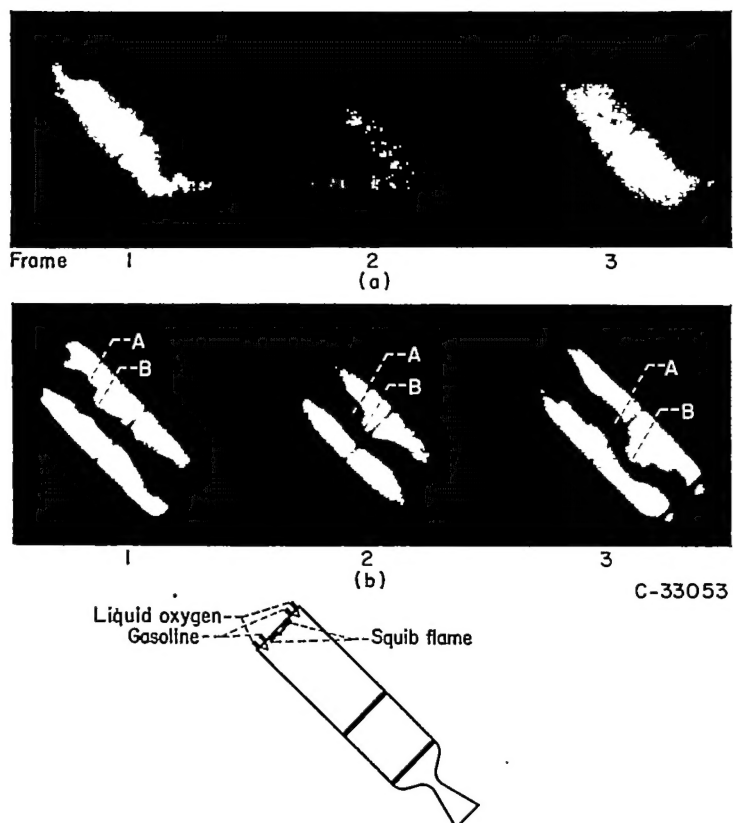 Frame 1 2 3
(a)
A
B
A
B
A
B
1 2 3
(b)
C-33053
Liquid oxygen
Gasoline
Squib flame